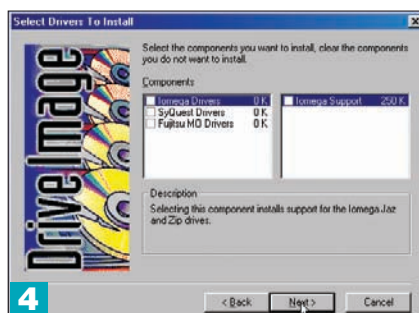 Select Drivers To Install
Select the components you want to install, clear the components
you do not want to install.
Components
Iomega Drivers 0 K
SyQuest Drivers 0 K
Fujitsu MO Drivers 0 K
Iomega Support 250 K
Description
Selecting this component installs support for the Iomega Jaz
and Zip drives.
Drive Image
< Back
Next >
Cancel
4